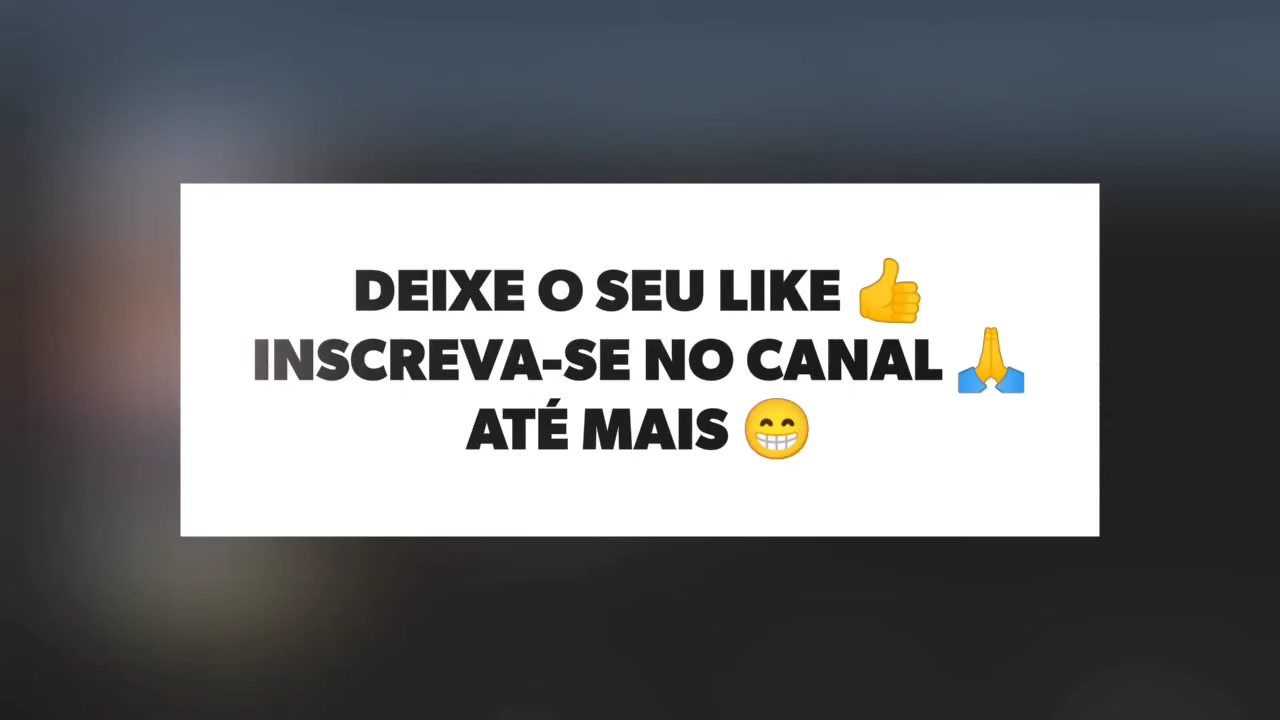 DEIXE O SEU LIKE 👍
INSCREVA-SE NO CANAL 🙏
ATÉ MAIS 😁